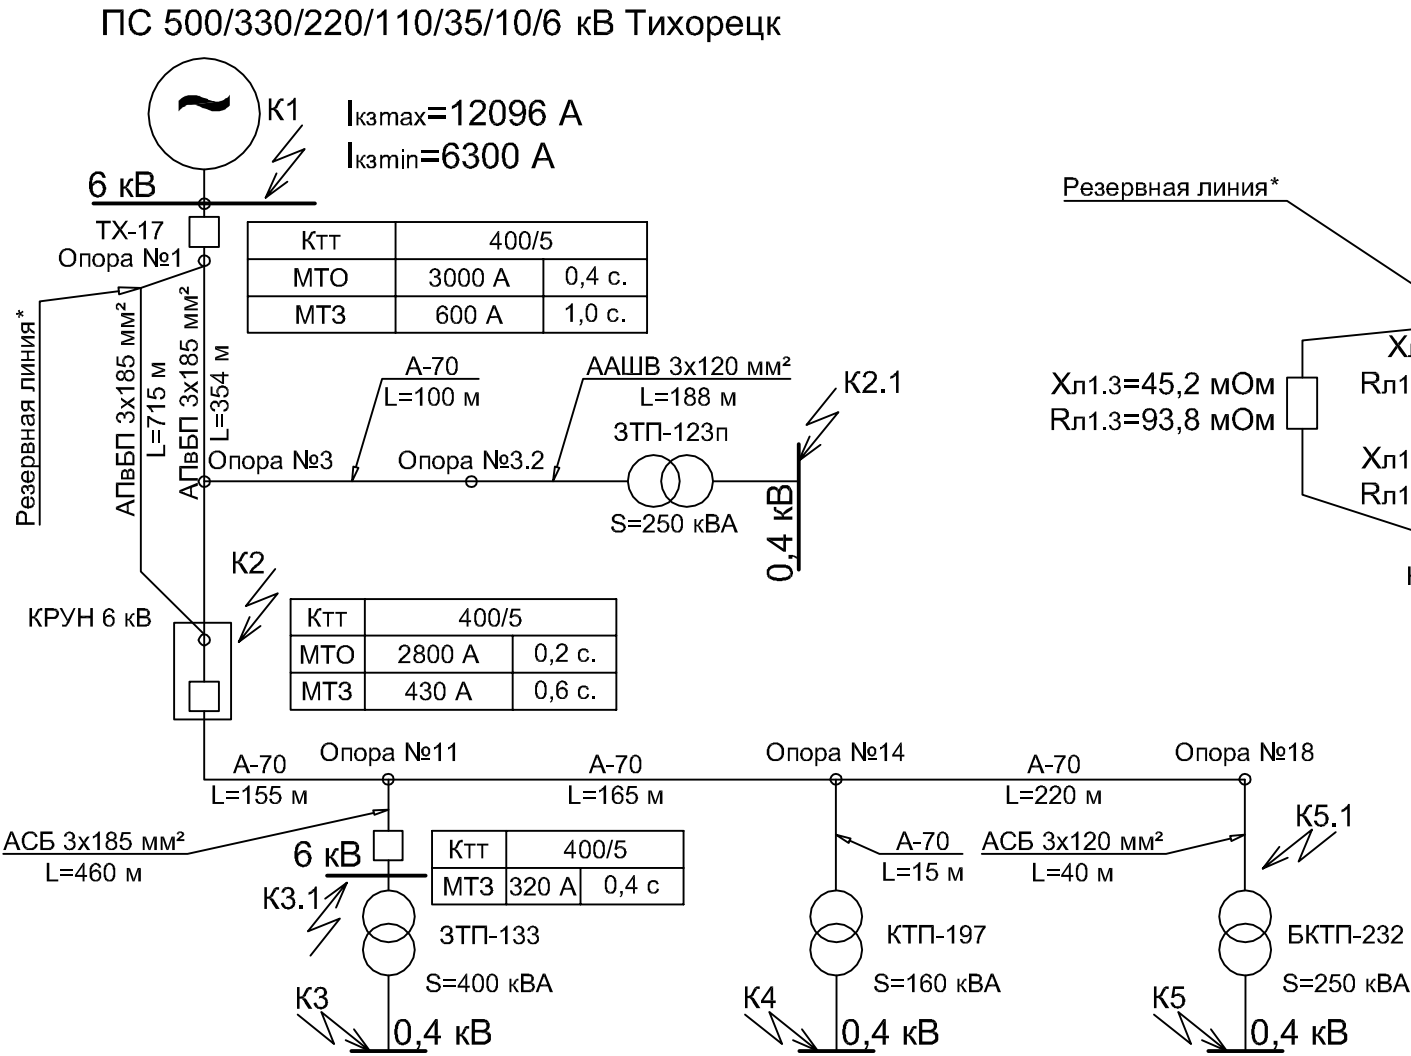 ПС 500/330/220/110/35/10/6 кВ Тихорецк
К1
Iкзmax=12096 А
Iкзmin=6300 А
6 кВ
ТХ-17
Опора №1
Ктт 400/5
МТО 3000 А 0,4 с.
МТЗ 600 А 1,0 с.
Резервная линия*
Резервная линия*
АПвБП 3х185 мм²
L=715 м
АПвБП 3х185 мм²
L=354 м
А-70
L=100 м
ААШВ 3х120 мм²
L=188 м
К2.1
Опора №3
Опора №3.2
ЗТП-123п
S=250 кВА
0,4 кВ
Хл1.3=45,2 мОм
Rл1.3=93,8 мОм
Хл
Rл1
Хл1
Rл1
К2
КРУН 6 кВ
Ктт 400/5
МТО 2800 А 0,2 с.
МТЗ 430 А 0,6 с.
А-70
L=155 м
Опора №11
А-70
L=165 м
Опора №14
А-70
L=220 м
Опора №18
АСБ 3х185 мм²
L=460 м
6 кВ
К3.1
Ктт 400/5
МТЗ 320 А 0,4 с
А-70
L=15 м
АСБ 3х120 мм²
L=40 м
К5.1
ЗТП-133
S=400 кВА
КТП-197
S=160 кВА
БКТП-232
S=250 кВА
К3
0,4 кВ
К4
0,4 кВ
К5
0,4 кВ